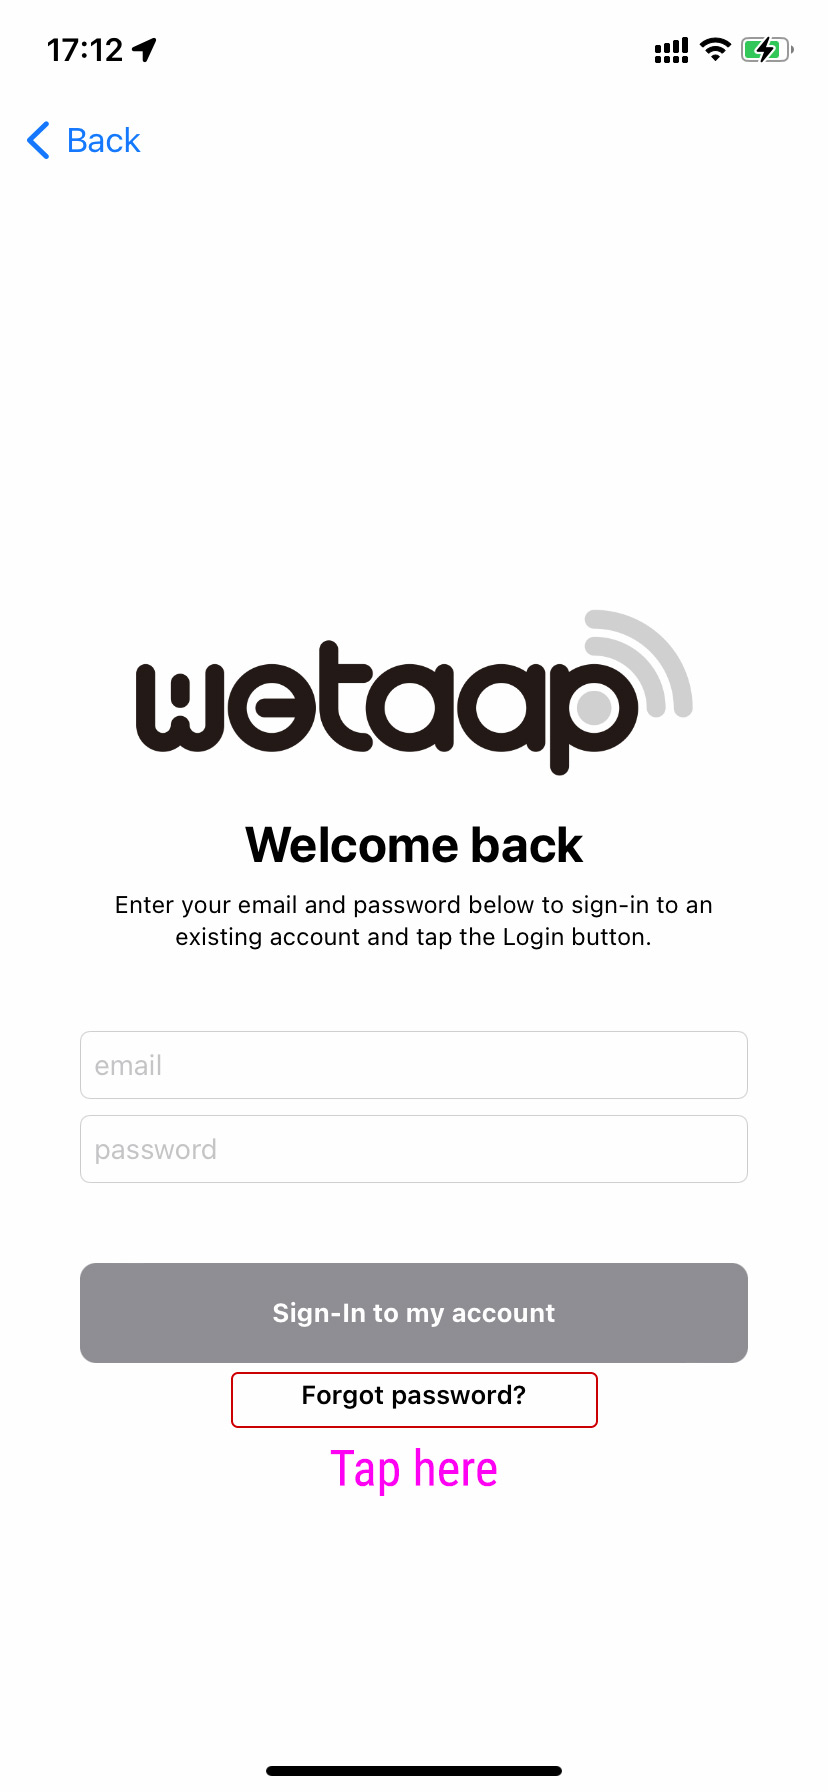 17:12
Back
wetaap
Welcome back
Enter your email and password below to sign-in to an
existing account and tap the Login button.
email
password
Sign-In to my account
Forgot password?
Tap here